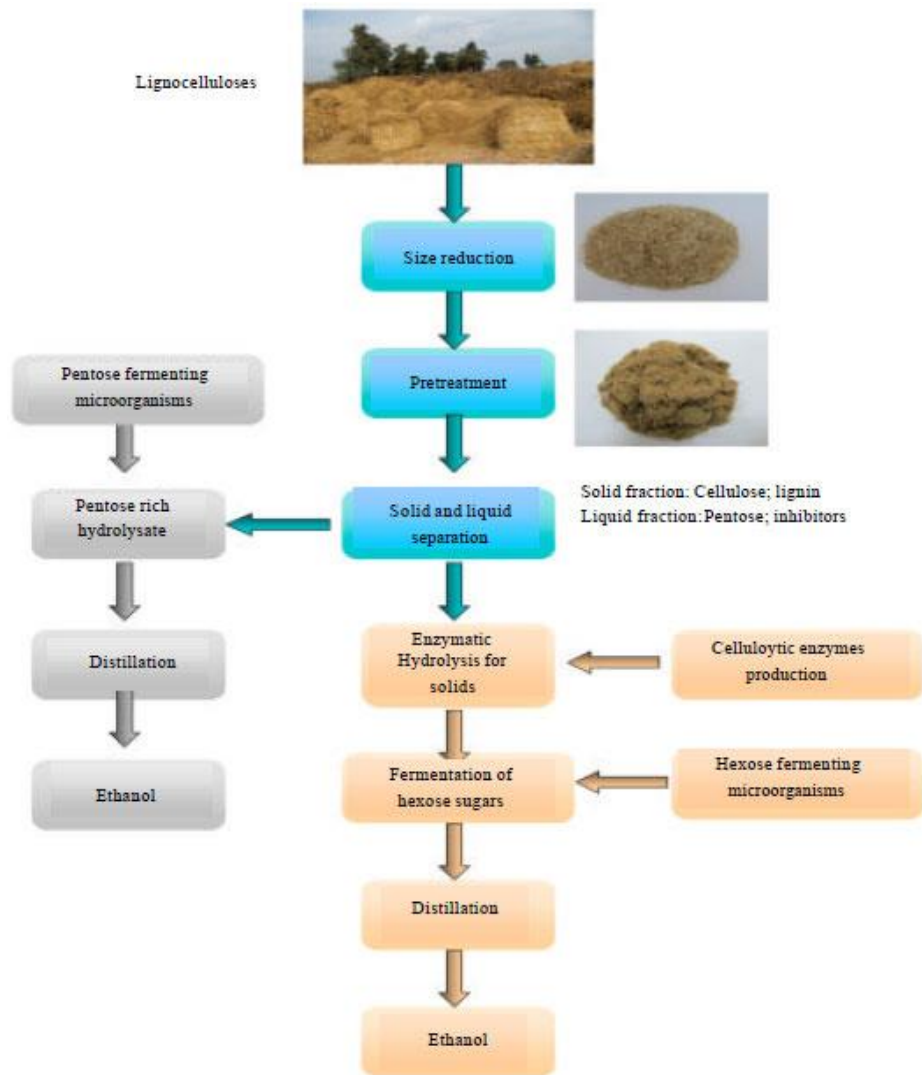 Lignocelluloses
Size reduction
Pretreatment
Pentose fermenting
microorganisms
Pentose rich
hydrolysate
Solid and liquid
separation
Solid fraction: Cellulose; lignin
Liquid fraction: Pentose; inhibitors
Distillation
Enzymatic
Hydrolysis for
solids
Celluloytic enzymes
production
Ethanol
Fermentation of
hexose sugars
Hexose fermenting
microorganisms
Distillation
Ethanol